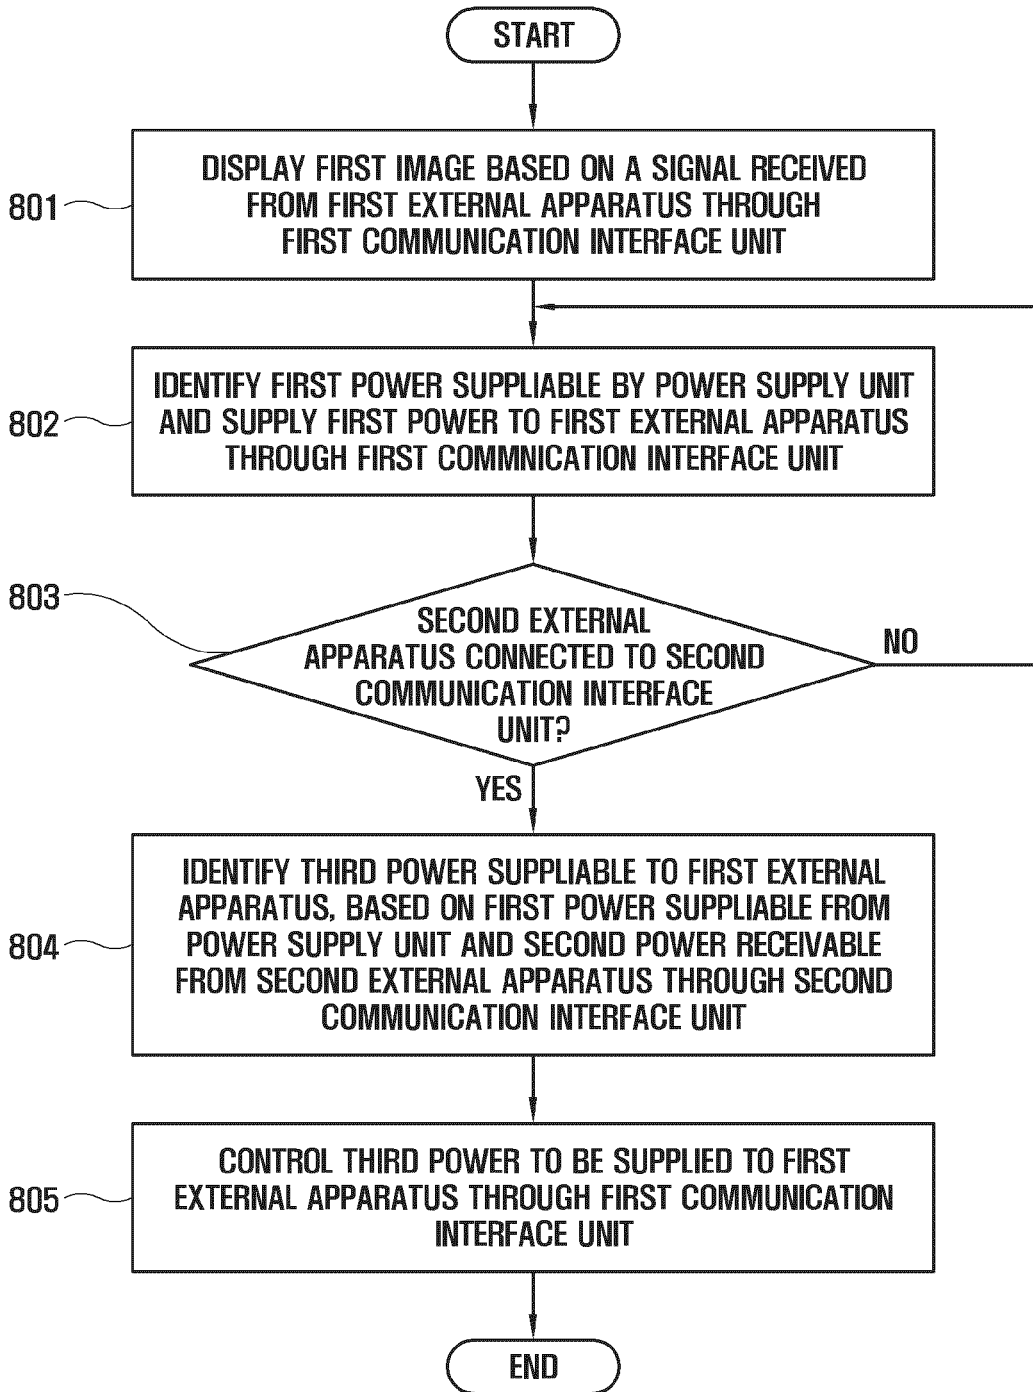 START
801
DISPLAY FIRST IMAGE BASED ON A SIGNAL RECEIVED
FROM FIRST EXTERNAL APPARATUS THROUGH
FIRST COMMUNICATION INTERFACE UNIT
802
IDENTIFY FIRST POWER SUPPLIABLE BY POWER SUPPLY UNIT
AND SUPPLY FIRST POWER TO FIRST EXTERNAL APPARATUS
THROUGH FIRST COMMNICATION INTERFACE UNIT
803
SECOND EXTERNAL
APPARATUS CONNECTED TO SECOND
COMMUNICATION INTERFACE
UNIT?
NO
YES
804
IDENTIFY THIRD POWER SUPPLIABLE TO FIRST EXTERNAL
APPARATUS, BASED ON FIRST POWER SUPPLIABLE FROM
POWER SUPPLY UNIT AND SECOND POWER RECEIVABLE
FROM SECOND EXTERNAL APPARATUS THROUGH SECOND
COMMUNICATION INTERFACE UNIT
805
CONTROL THIRD POWER TO BE SUPPLIED TO FIRST
EXTERNAL APPARATUS THROUGH FIRST COMMUNICATION
INTERFACE UNIT
END